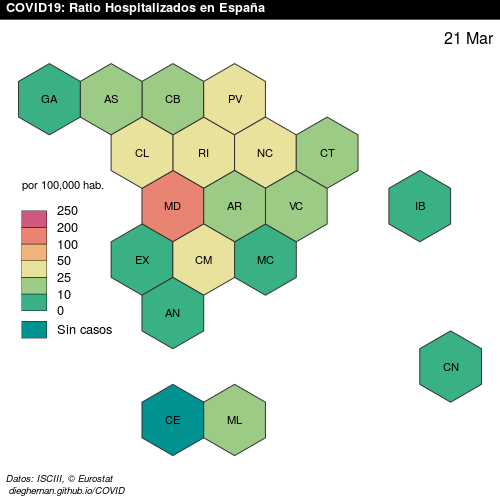 COVID19: Ratio Hospitalizados en España
21 Mar
GA AS CB PV
CL RI NC CT
por 100,000 hab.
MD AR VC IB
250
200
100
50
25
10
0
Sin casos
EX CM MC
AN
CN
CE ML
Datos: ISCIII, © Eurostat
dieghernan.github.io/COVID